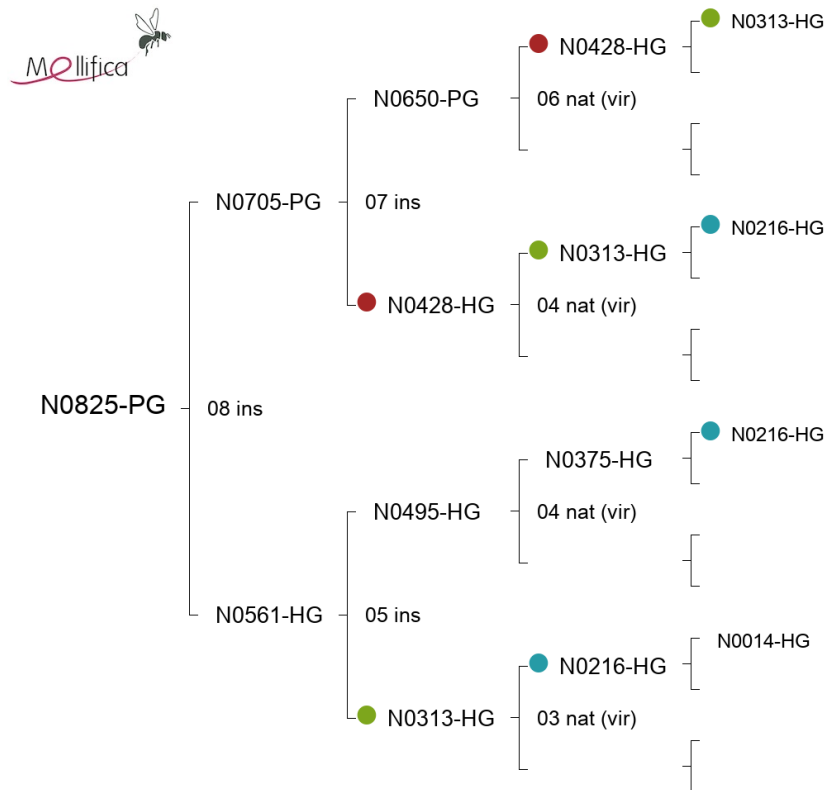 Mellifica
N0313-HG
N0428-HG
N0650-PG
06 nat (vir)
N0705-PG
07 ins
N0216-HG
N0313-HG
N0428-HG
04 nat (vir)
N0825-PG
08 ins
N0216-HG
N0375-HG
N0495-HG
04 nat (vir)
N0561-HG
05 ins
N0014-HG
N0216-HG
N0313-HG
03 nat (vir)